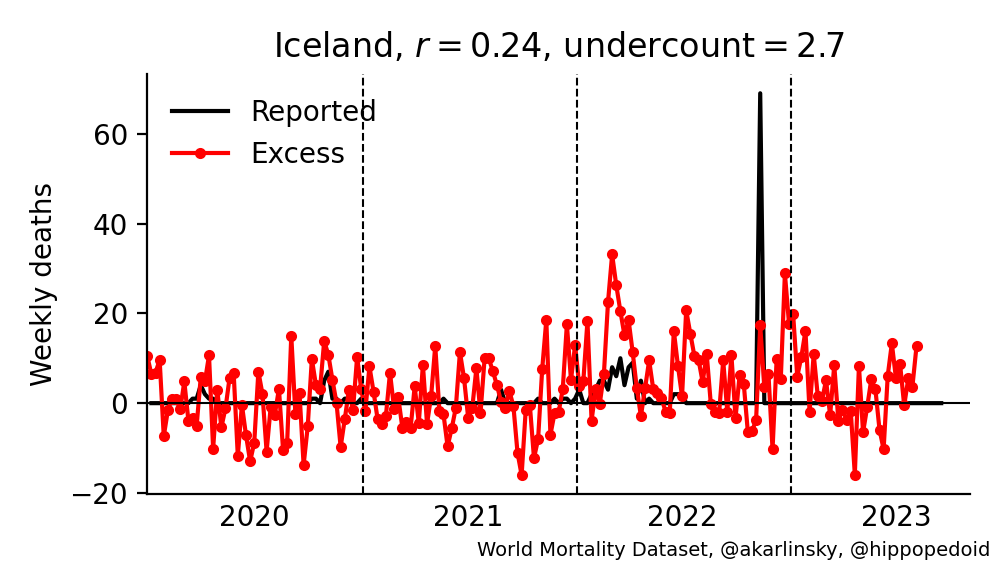 Iceland, r = 0.24, undercount = 2.7
Reported
Excess
Weekly deaths
60
40
20
0
−20
2020 2021 2022 2023
World Mortality Dataset, @akarlinsky, @hippopedoid